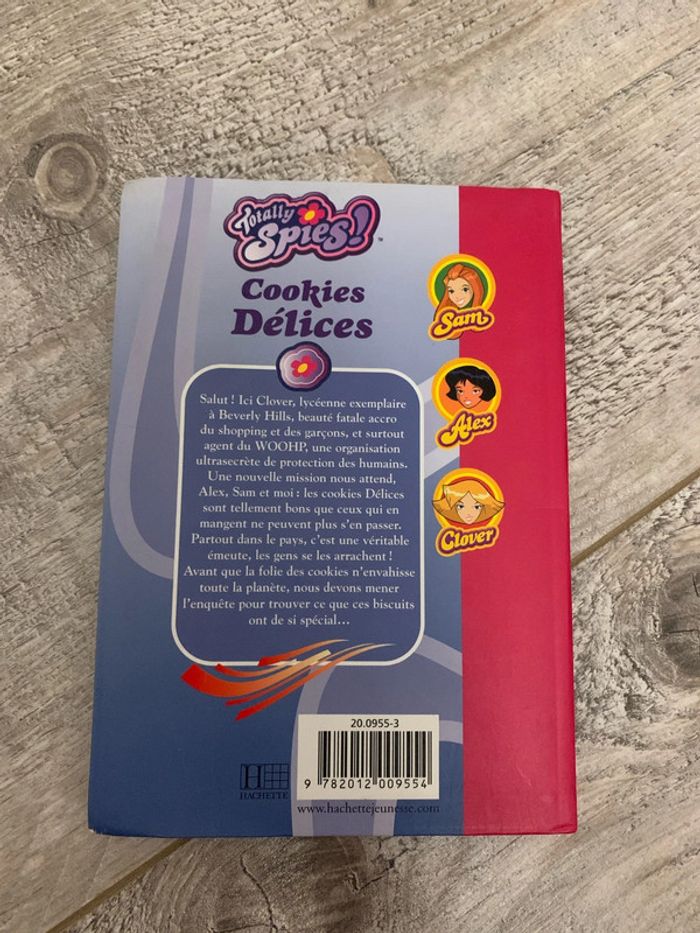 Totally
Spies!
™
Cookies
Délices
Sam
Alex
Clover
Salut ! Ici Clover, lycéenne exemplaire
à Beverly Hills, beauté fatale accro
du shopping et des garçons, et surtout
agent du WOOHP, une organisation
ultrasecrète de protection des humains.
Une nouvelle mission nous attend,
Alex, Sam et moi : les cookies Délices
sont tellement bons que ceux qui en
mangent ne peuvent plus s'en passer.
Partout dans le pays, c'est une véritable
émeute, les gens se les arrachent !
Avant que la folie des cookies n'envahisse
toute la planète, nous devons mener
l'enquête pour trouver ce que ces biscuits
ont de si spécial…
20.0955-3
9 782012 009554
H
HACHETTE
www.hachettejeunesse.com